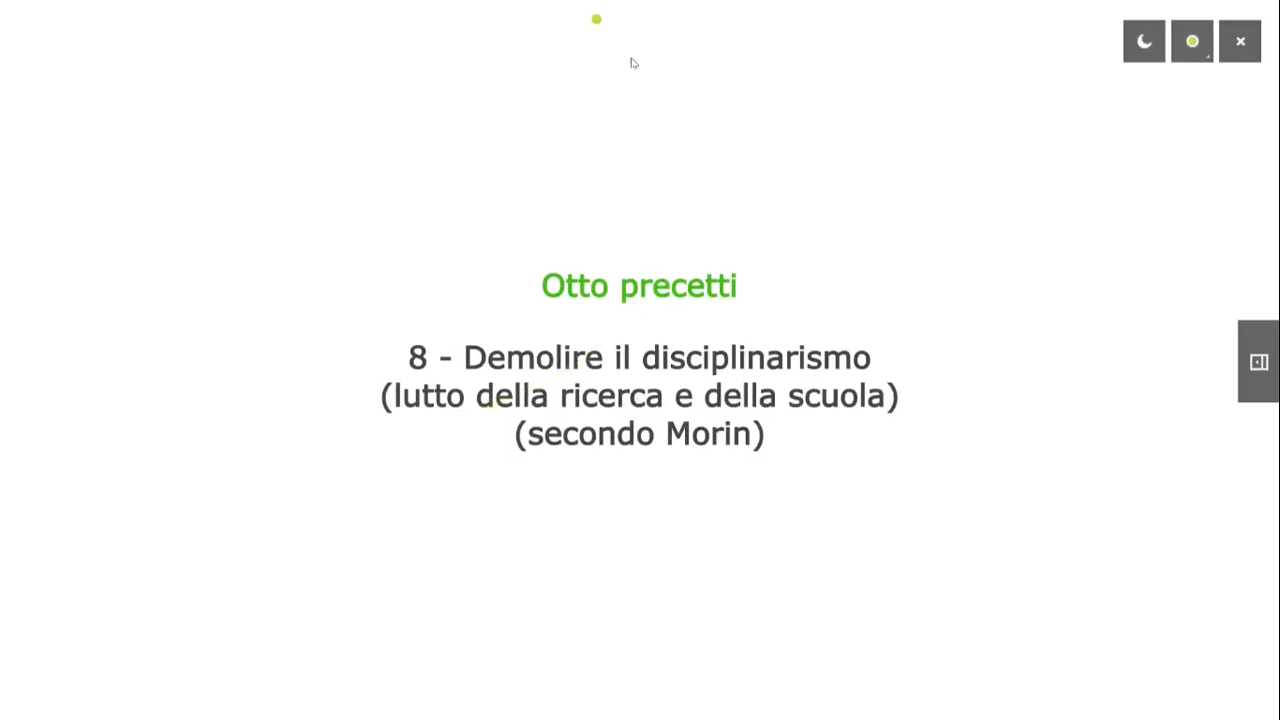 Otto precetti
8 - Demolire il disciplinarismo
(lutto della ricerca e della scuola)
(secondo Morin)